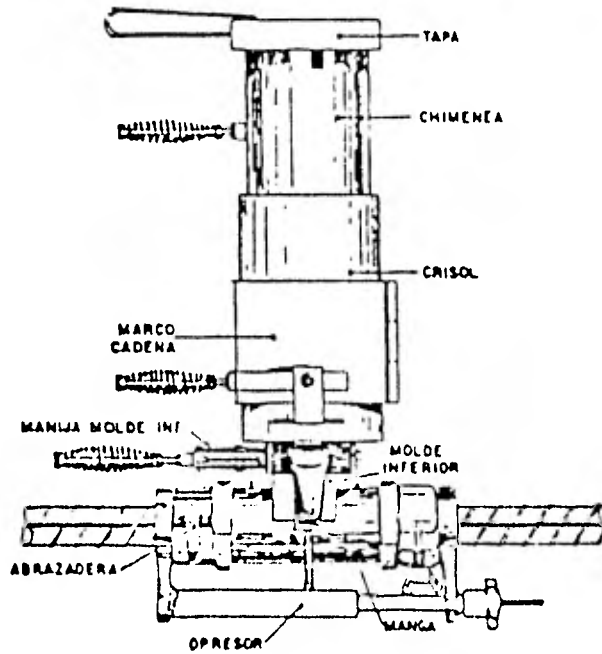 TAPA
CHIMENEA
CRISOL
MARCO
CADENA
MANIJA MOLDE INF.
MOLDE
INFERIOR
ABRAZADERA
MANGA
OPRESOR